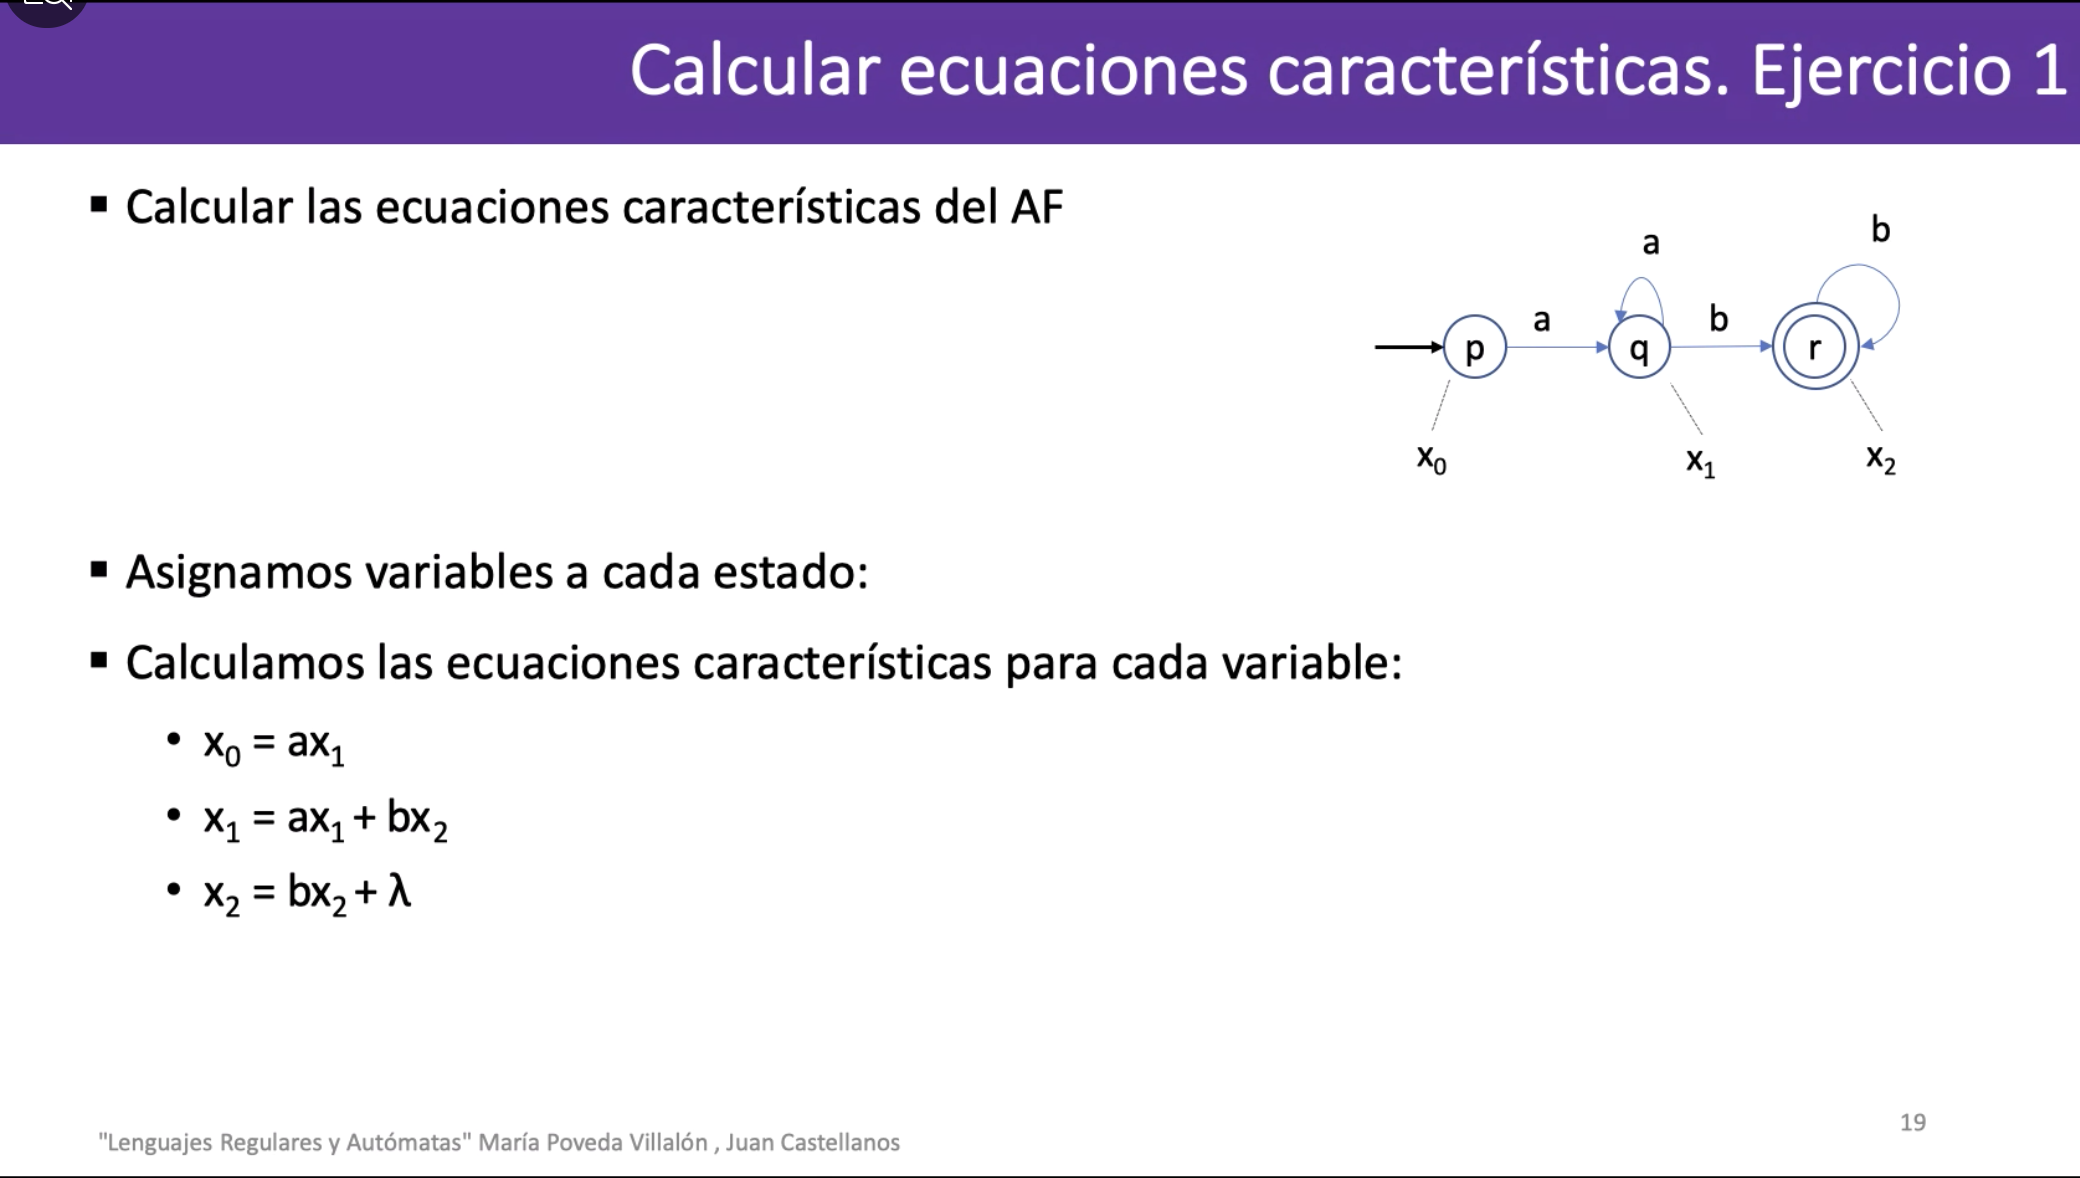 Calcular ecuaciones características. Ejercicio 1
▪ Calcular las ecuaciones características del AF
b
a
a
b
p
q
r
x₀
x₁
x₂
▪ Asignamos variables a cada estado:
▪ Calculamos las ecuaciones características para cada variable:
• x₀ = ax₁
• x₁ = ax₁ + bx₂
• x₂ = bx₂ + λ
19
"Lenguajes Regulares y Autómatas" María Poveda Villalón , Juan Castellanos